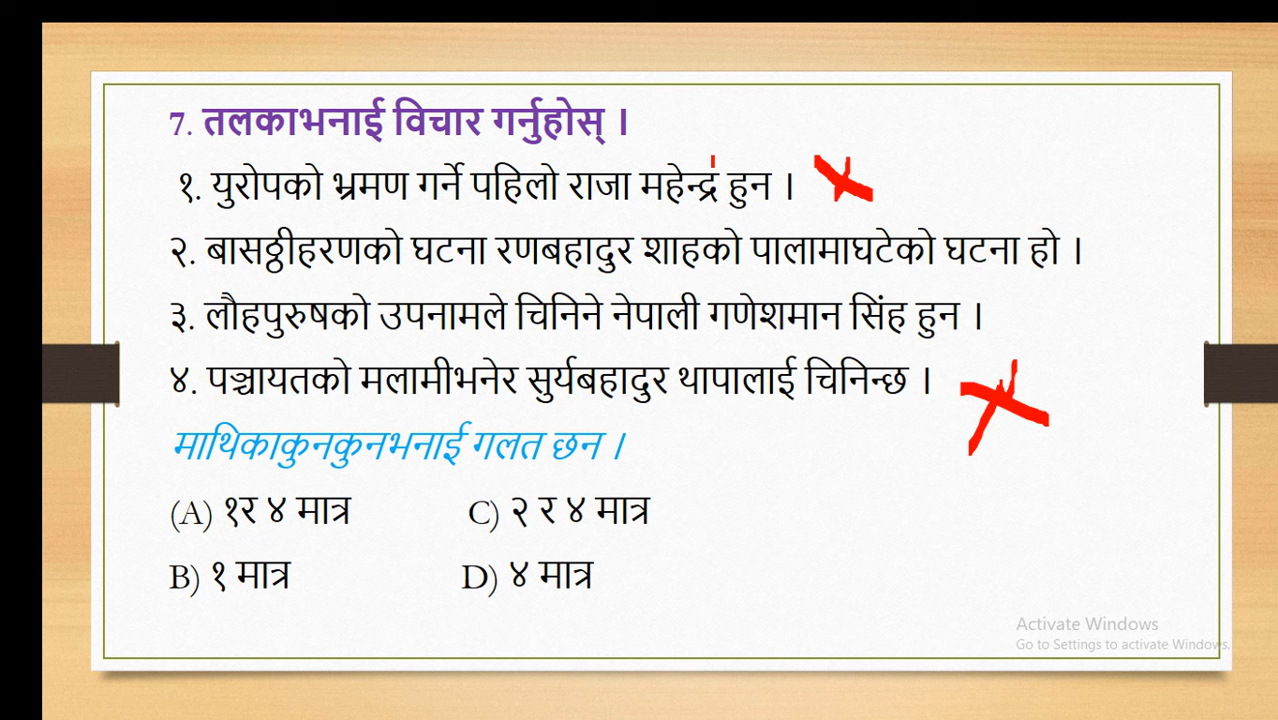 7. तलकाभनाई विचार गर्नुहोस् ।
१. युरोपको भ्रमण गर्ने पहिलो राजा महेन्द्र हुन ।
२. बासठ्ठीहरणको घटना रणबहादुर शाहको पालामाघटेको घटना हो ।
३. लौहपुरुषको उपनामले चिनिने नेपाली गणेशमान सिंह हुन ।
४. पञ्चायतको मलामीभनेर सुर्यबहादुर थापालाई चिनिन्छ ।
माथिकाकुनकुनभनाई गलत छन ।
(A) १र ४ मात्र C) २ र ४ मात्र
B) १ मात्र D) ४ मात्र
Activate Windows
Go to Settings to activate Windows.